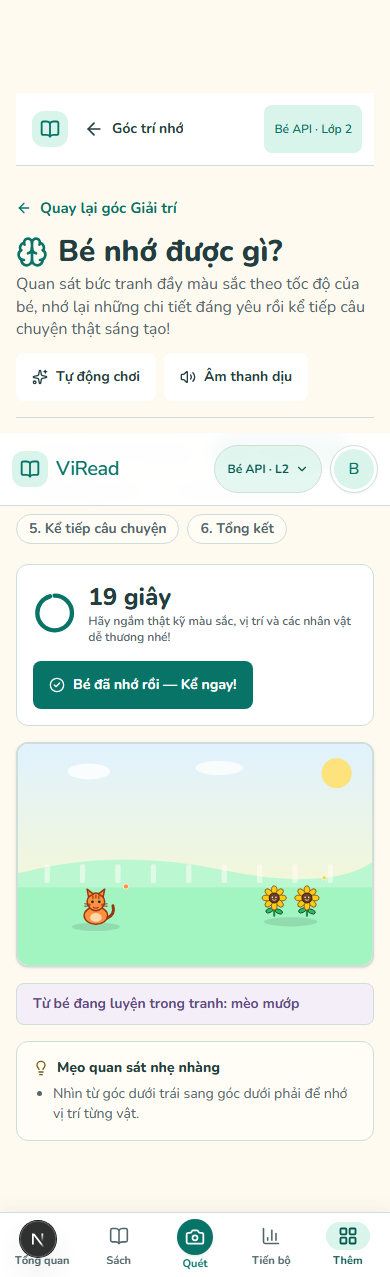 Góc trí nhớ
Bé API · Lớp 2
Quay lại góc Giải trí
Bé nhớ được gì?
Quan sát bức tranh đầy màu sắc theo tốc độ của
bé, nhớ lại những chi tiết đáng yêu rồi kể tiếp câu
chuyện thật sáng tạo!
Tự động chơi
Âm thanh dịu
ViRead
Bé API · L2
B
5. Kể tiếp câu chuyện
6. Tổng kết
19 giây
Hãy ngắm thật kỹ màu sắc, vị trí và các nhân vật
dễ thương nhé!
Bé đã nhớ rồi — Kể ngay!
Từ bé đang luyện trong tranh: mèo mướp
Mẹo quan sát nhẹ nhàng
Nhìn từ góc dưới trái sang góc dưới phải để nhớ
vị trí từng vật.
N
Tổng quan
Sách
Quét
Tiến bộ
Thêm